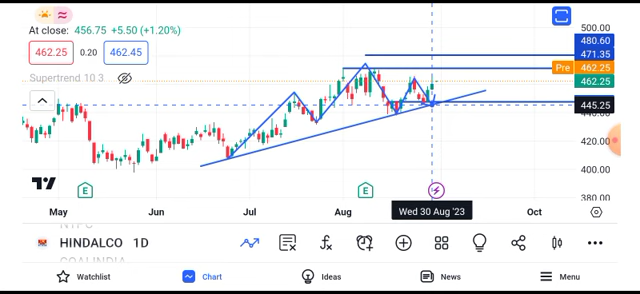 At close: 456.75 +5.50 (+1.20%)
462.25 0.20 462.45
Supertrend 10 3
500.00
480.60
471.35
Pre 462.25
462.25
445.25
420.00
400.00
380.00
E E
May Jun Jul Aug Wed 30 Aug '23 Oct
HINDALCO 1D
COALINDIA
Watchlist Chart Ideas News Menu